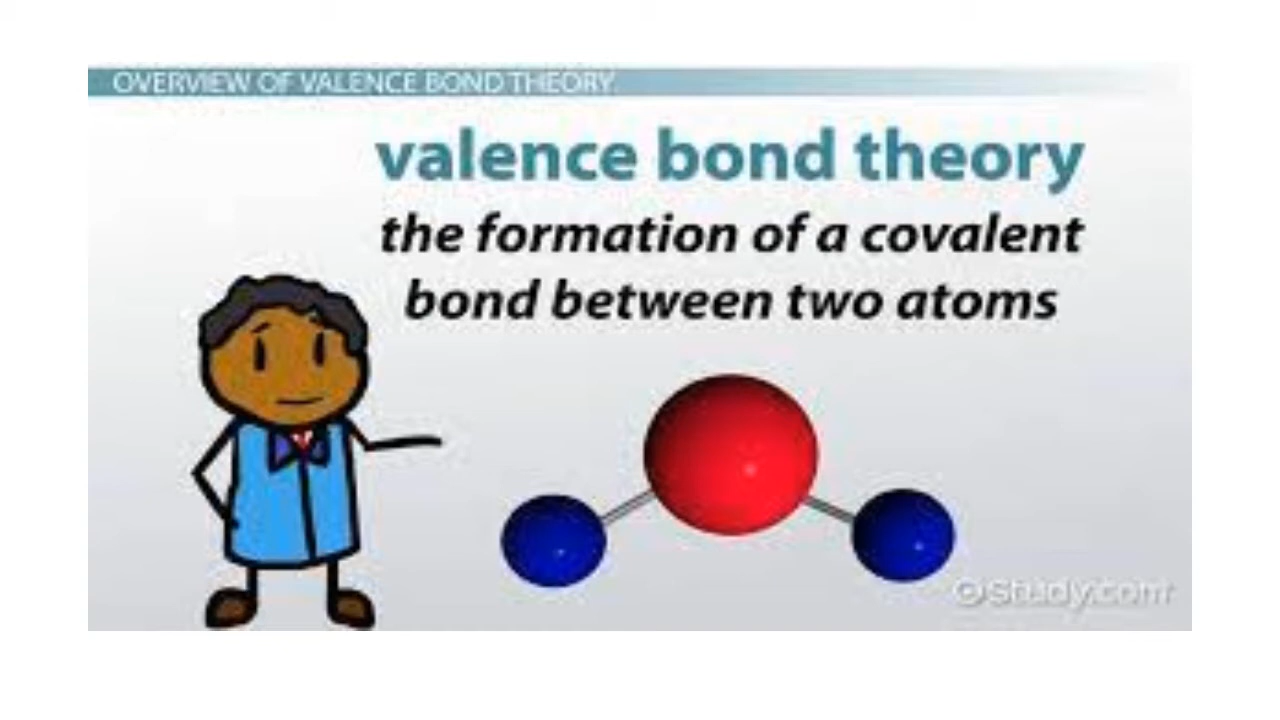 OVERVIEW OF VALENCE BOND THEORY
valence bond theory
the formation of a covalent
bond between two atoms
Study.com